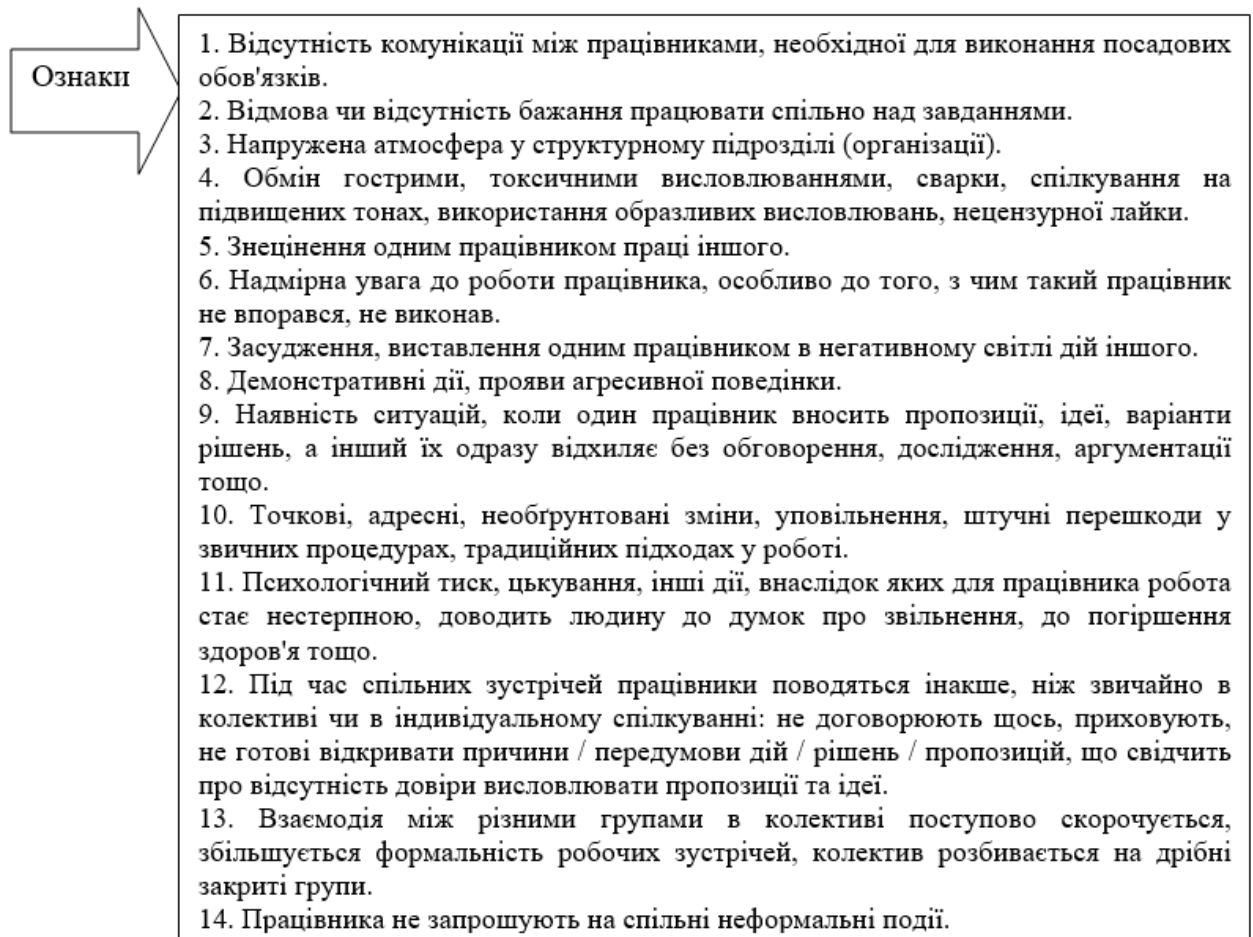 Ознаки
1. Відсутність комунікації між працівниками, необхідної для виконання посадових
обов'язків.
2. Відмова чи відсутність бажання працювати спільно над завданнями.
3. Напружена атмосфера у структурному підрозділі (організації).
4. Обмін гострими, токсичними висловлюваннями, сварки, спілкування на
підвищених тонах, використання образливих висловлювань, нецензурної лайки.
5. Знецінення одним працівником праці іншого.
6. Надмірна увага до роботи працівника, особливо до того, з чим такий працівник
не впорався, не виконав.
7. Засудження, виставлення одним працівником в негативному світлі дій іншого.
8. Демонстративні дії, прояви агресивної поведінки.
9. Наявність ситуацій, коли один працівник вносить пропозиції, ідеї, варіанти
рішень, а інший їх одразу відхиляє без обговорення, дослідження, аргументації
тощо.
10. Точкові, адресні, необґрунтовані зміни, уповільнення, штучні перешкоди у
звичних процедурах, традиційних підходах у роботі.
11. Психологічний тиск, цькування, інші дії, внаслідок яких для працівника робота
стає нестерпною, доводить людину до думок про звільнення, до погіршення
здоров'я тощо.
12. Під час спільних зустрічей працівники поводяться інакше, ніж звичайно в
колективі чи в індивідуальному спілкуванні: не договорюють щось, приховують,
не готові відкривати причини / передумови дій / рішень / пропозицій, що свідчить
про відсутність довіри висловлювати пропозиції та ідеї.
13. Взаємодія між різними групами в колективі поступово скорочується,
збільшується формальність робочих зустрічей, колектив розбивається на дрібні
закриті групи.
14. Працівника не запрошують на спільні неформальні події.